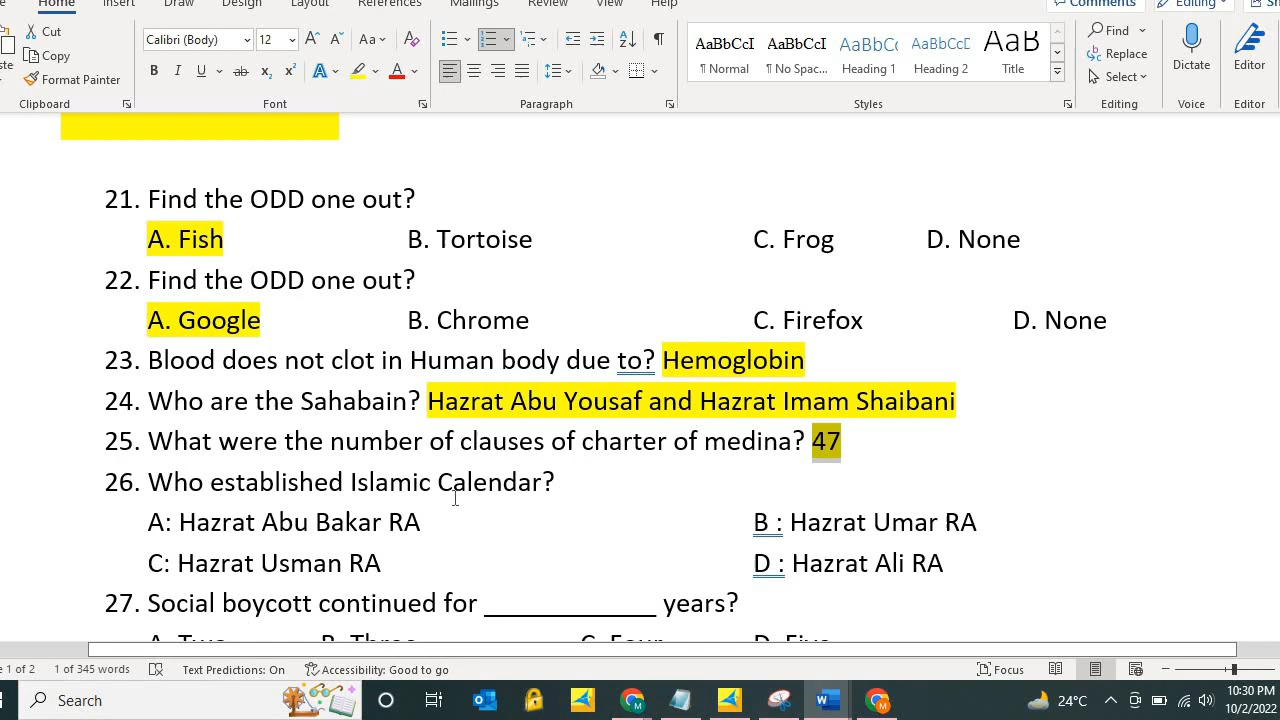 Home Insert Draw Design Layout References Mailings Review View Help Comments Editing
Cut
Copy
Format Painter
Clipboard
Calibri (Body) 12
Font
Paragraph
AaBbCcI AaBbCcI AaBbCc AaBbCcD AaB
¶ Normal ¶ No Spac... Heading 1 Heading 2 Title
Styles
Find
Replace
Select
Editing
Dictate
Voice
Editor
Editor
21. Find the ODD one out?
A. Fish B. Tortoise C. Frog D. None
22. Find the ODD one out?
A. Google B. Chrome C. Firefox D. None
23. Blood does not clot in Human body due to? Hemoglobin
24. Who are the Sahabain? Hazrat Abu Yousaf and Hazrat Imam Shaibani
25. What were the number of clauses of charter of medina? 47
26. Who established Islamic Calendar?
A: Hazrat Abu Bakar RA B : Hazrat Umar RA
C: Hazrat Usman RA D : Hazrat Ali RA
27. Social boycott continued for _____________ years?
A. Two B. Three C. Four D. Five
1 of 2 1 of 345 words Text Predictions: On Accessibility: Good to go Focus
Search 24°C 10:30 PM
10/2/2022